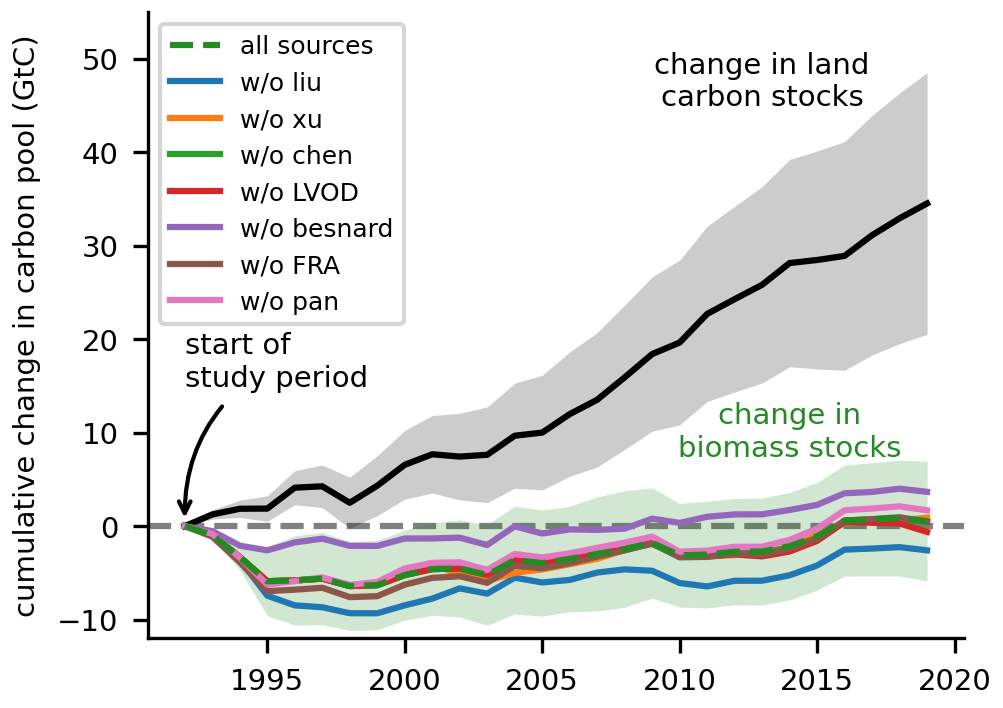 cumulative change in carbon pool (GtC)
50
40
30
20
10
0
−10
all sources
w/o liu
w/o xu
w/o chen
w/o LVOD
w/o besnard
w/o FRA
w/o pan
change in land
carbon stocks
start of
study period
change in
biomass stocks
1995
2000
2005
2010
2015
2020